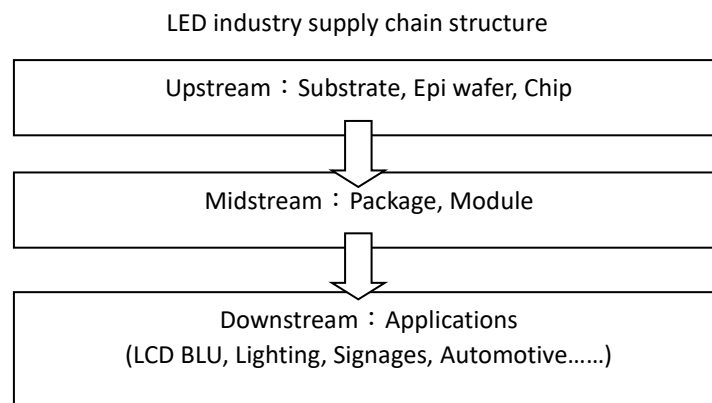 LED industry supply chain structure
Upstream：Substrate, Epi wafer, Chip
Midstream：Package, Module
Downstream：Applications
(LCD BLU, Lighting, Signages, Automotive……)